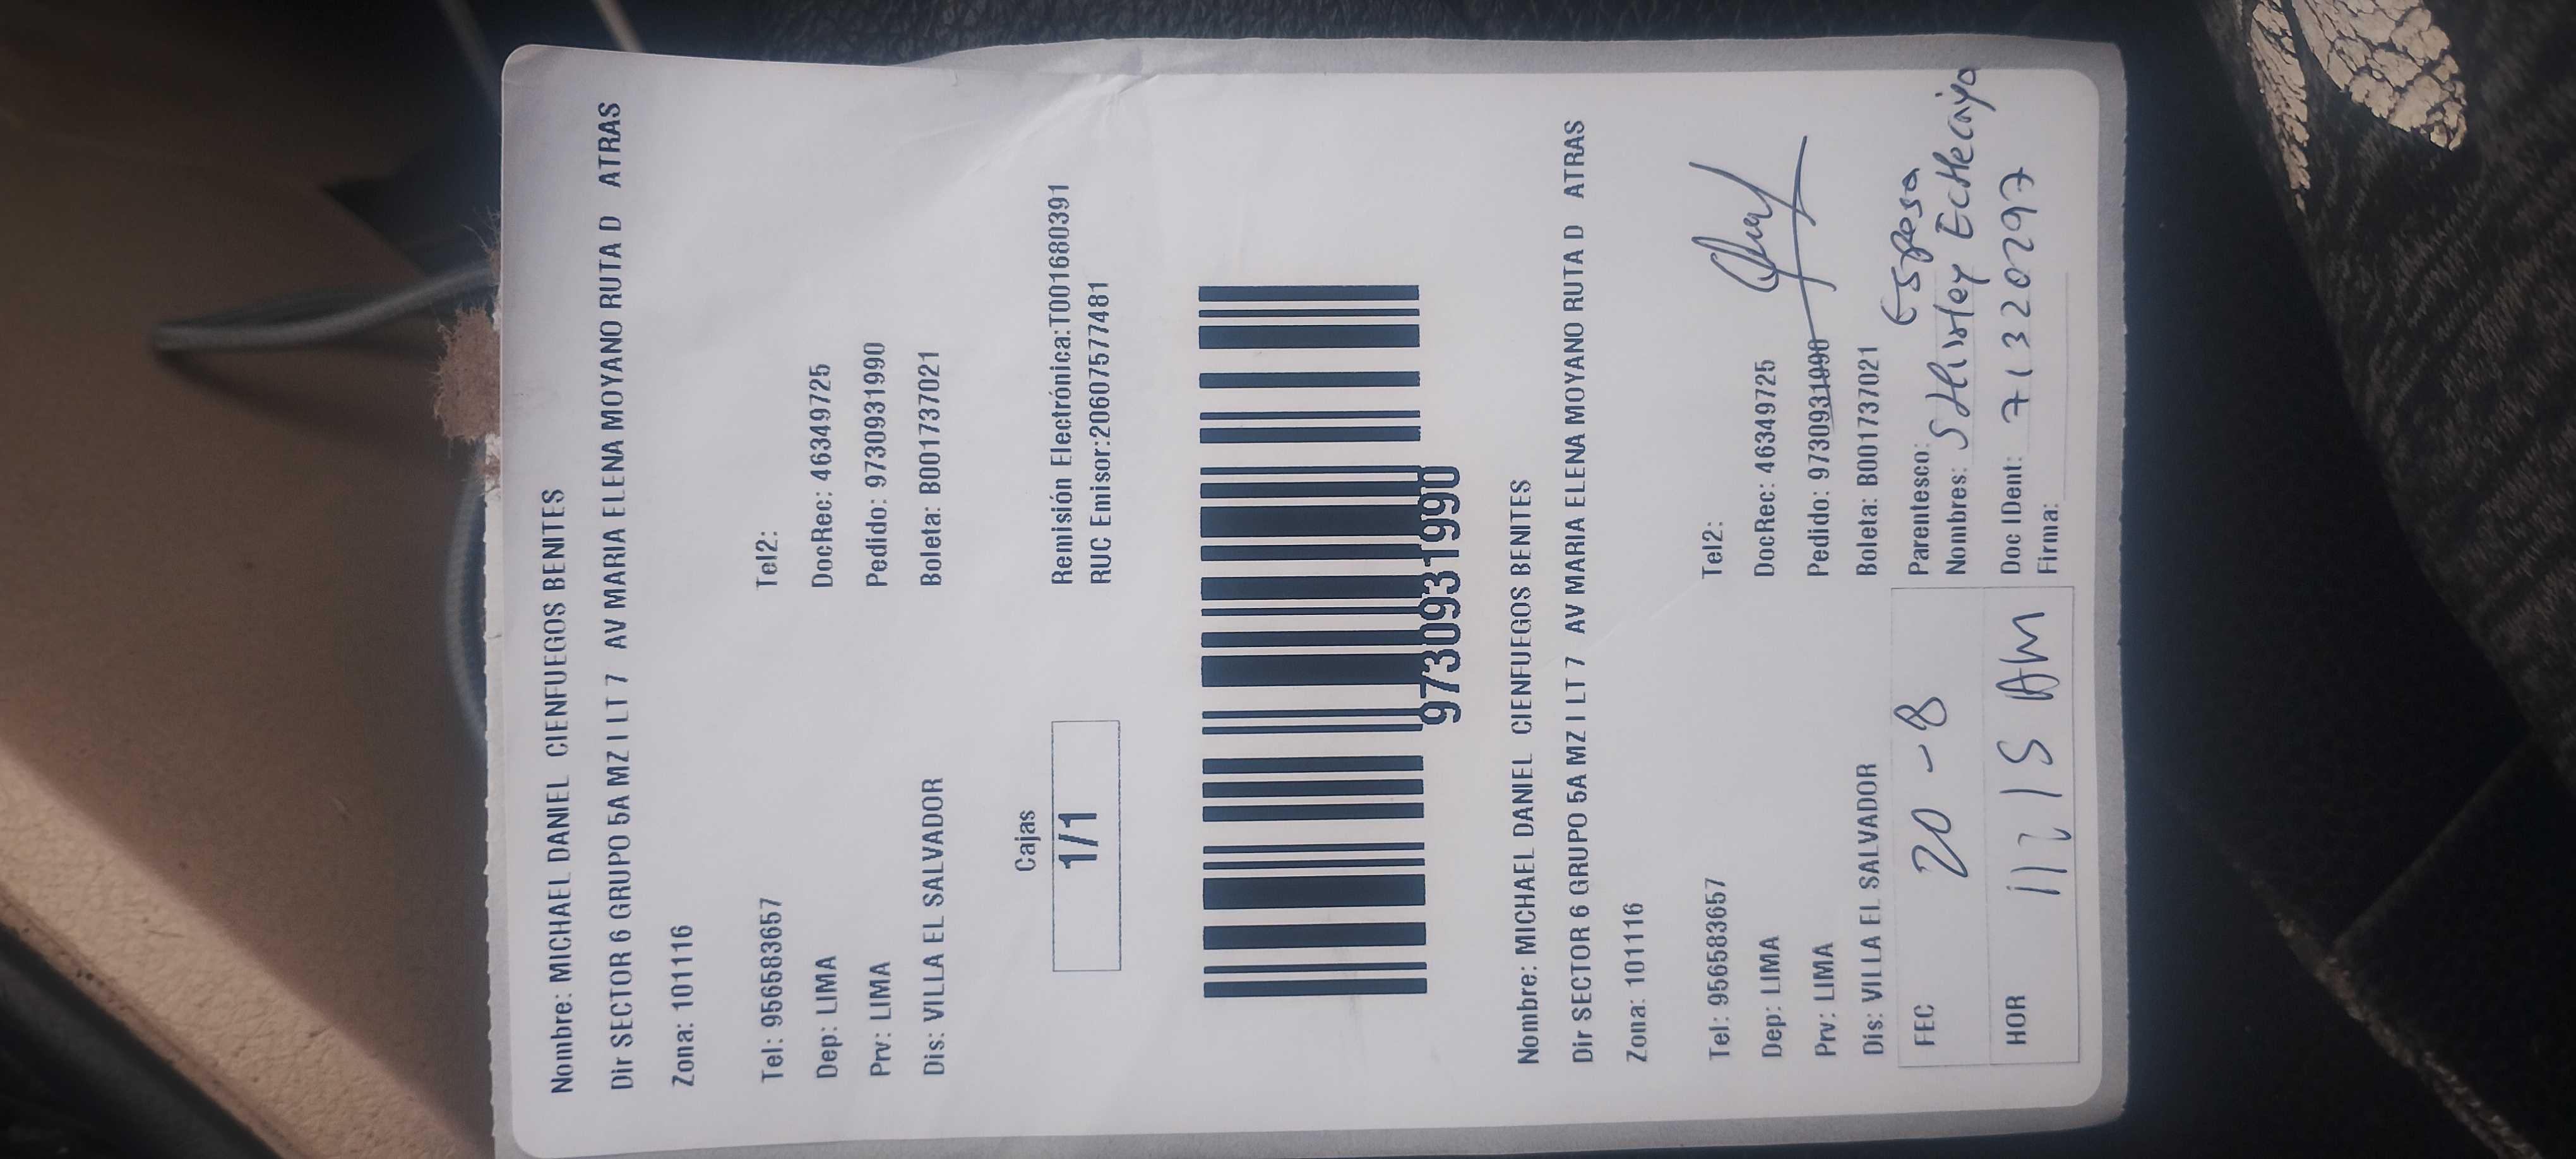 Nombre: MICHAEL DANIEL CIENFUEGOS BENITES
Dir SECTOR 6 GRUPO 5A MZ I LT 7 AV MARIA ELENA MOYANO RUTA D ATRAS
Zona: 101116
Tel: 956583657 Tel2:
Dep: LIMA DocRec: 46349725
Prv: LIMA Pedido: 9730931990
Dis: VILLA EL SALVADOR Boleta: B001737021
Cajas
1/1
Remisión Electrónica:T001680391
RUC Emisor:20607577481
9730931990
Nombre: MICHAEL DANIEL CIENFUEGOS BENITES
Dir SECTOR 6 GRUPO 5A MZ I LT 7 AV MARIA ELENA MOYANO RUTA D ATRAS
Zona: 101116
Tel: 956583657 Tel2:
Dep: LIMA DocRec: 46349725
Prv: LIMA Pedido: 9730931990
Dis: VILLA EL SALVADOR Boleta: B001737021
FEC 20-8 Parentesco: Esposa
Nombres:
HOR Doc IDent: 71320297
Firma: